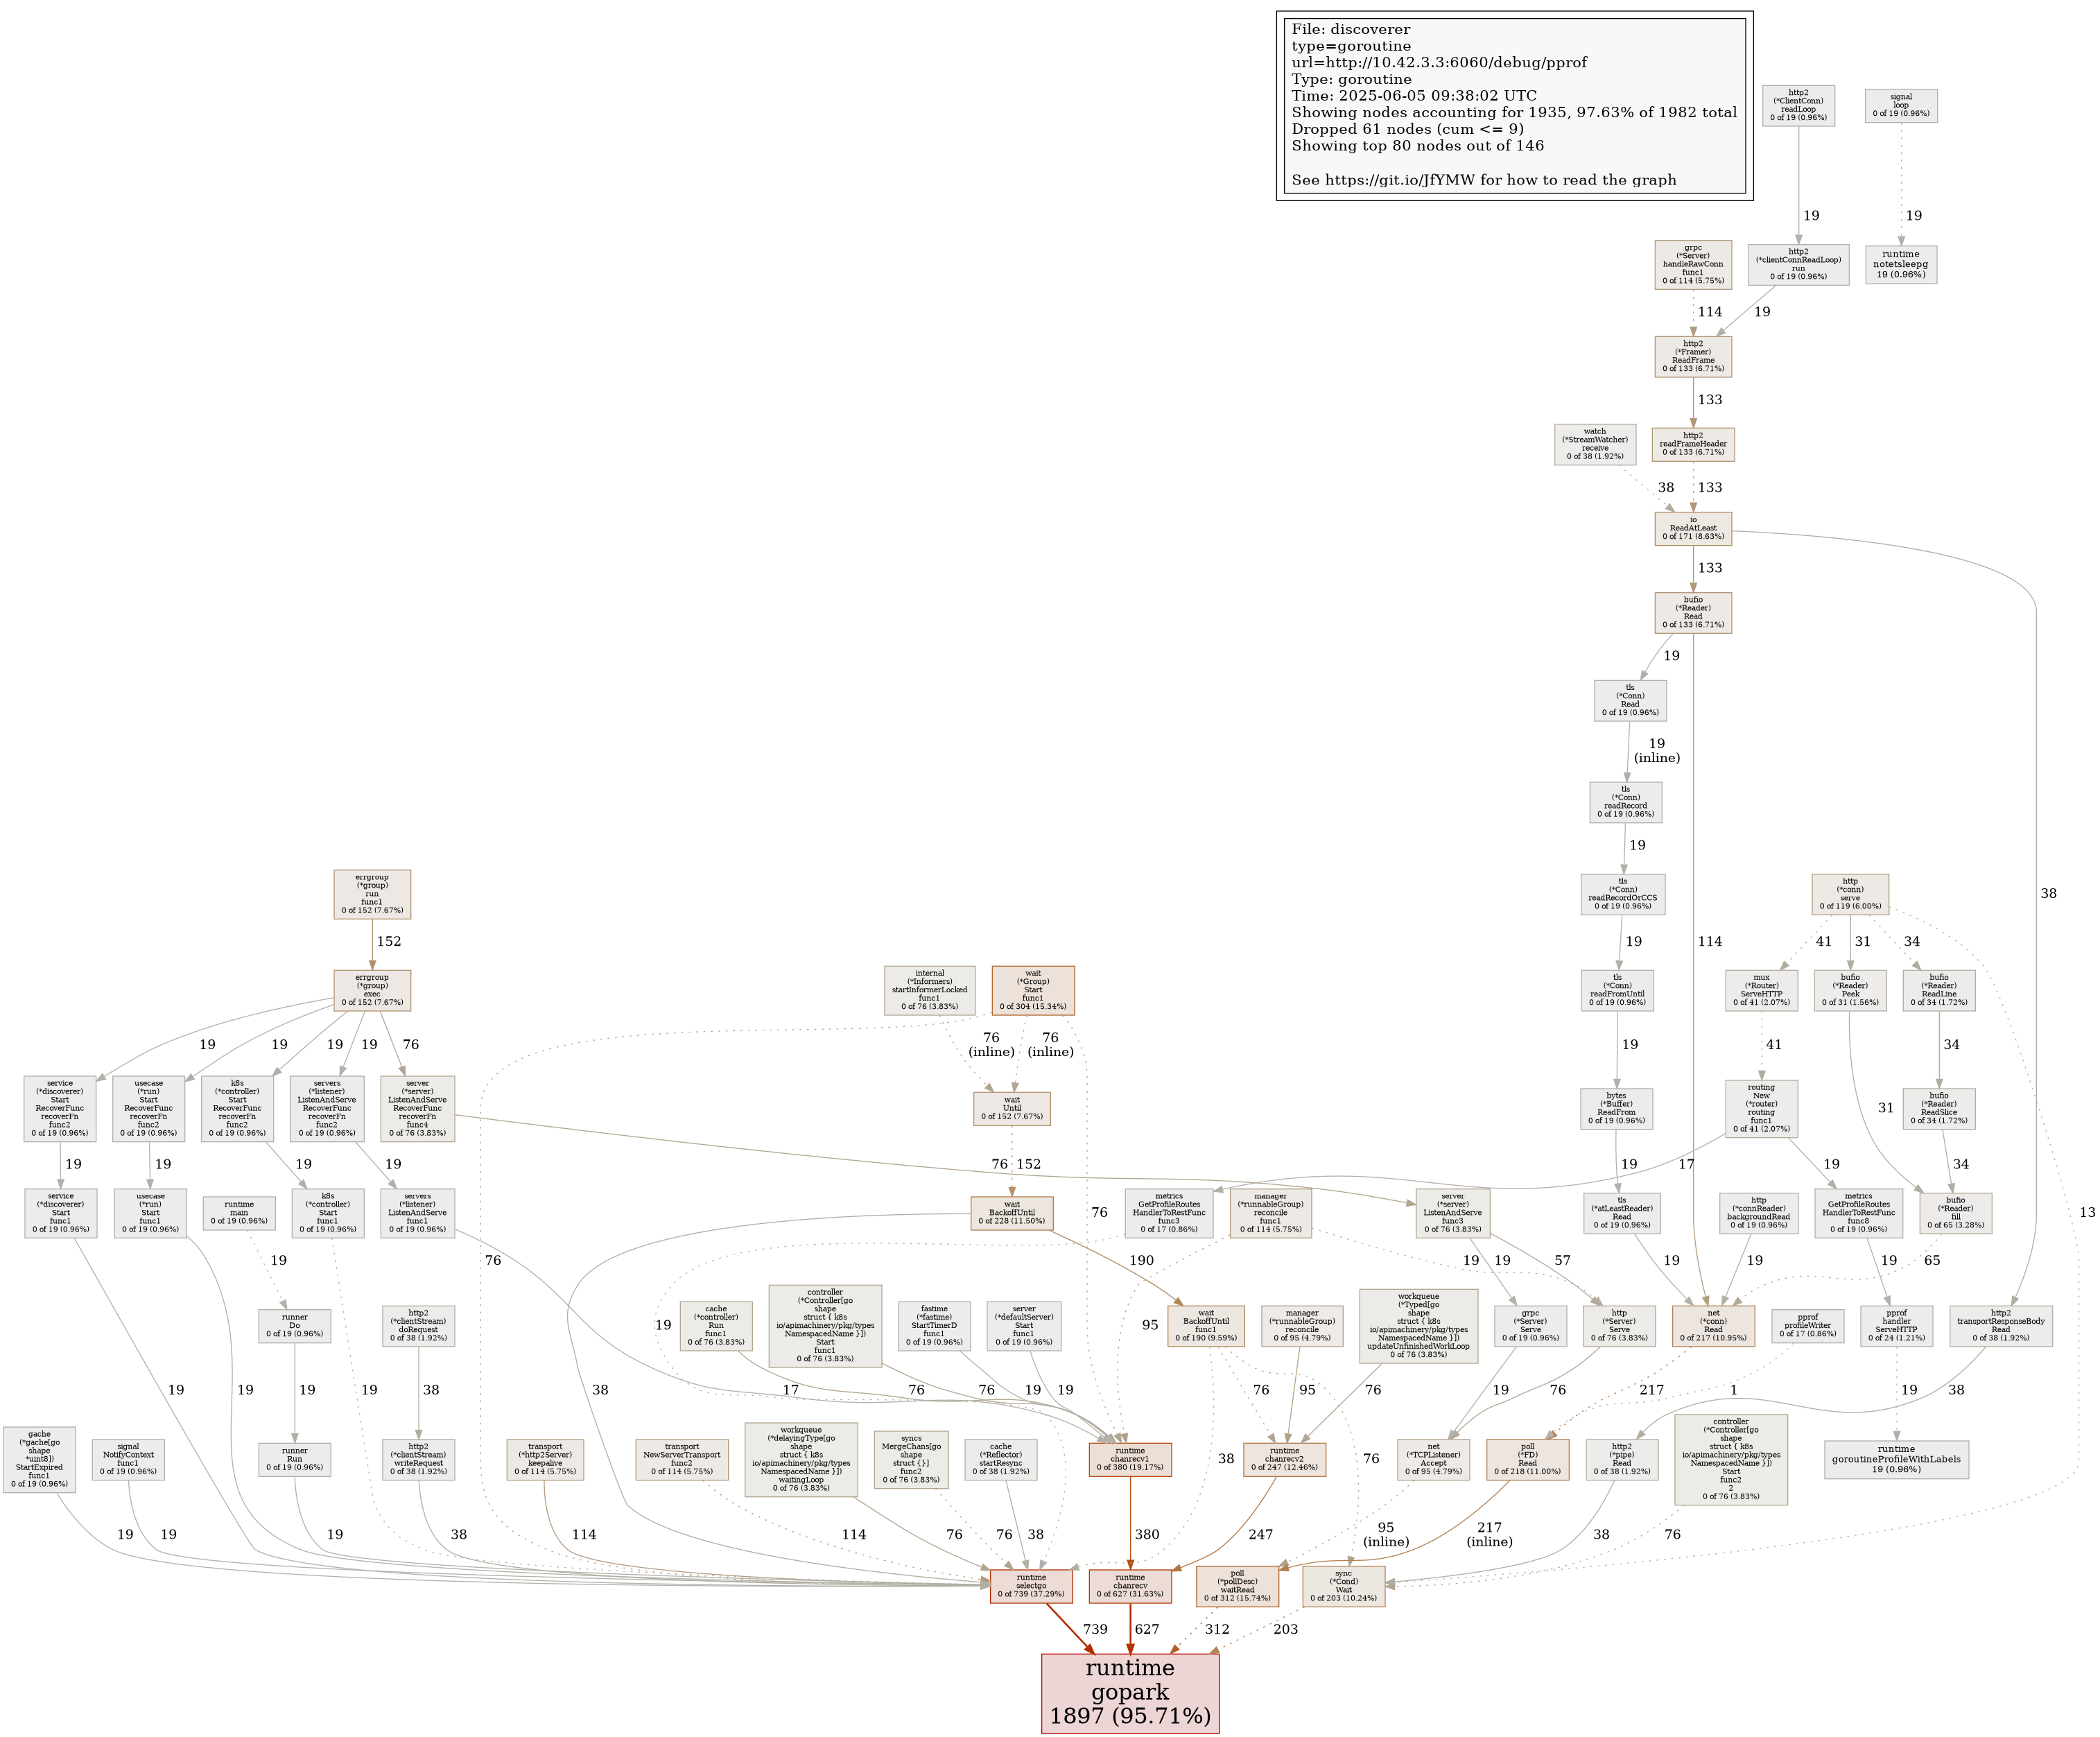 File: discoverer
type=goroutine
url=http://10.42.3.3:6060/debug/pprof
Type: goroutine
Time: 2025-06-05 09:38:02 UTC
Showing nodes accounting for 1935, 97.63% of 1982 total
Dropped 61 nodes (cum <= 9)
Showing top 80 nodes out of 146
See https://git.io/JfYMW for how to read the graph
http2
(*ClientConn)
readLoop
0 of 19 (0.96%)
signal
loop
0 of 19 (0.96%)
19
19
grpc
(*Server)
handleRawConn
func1
0 of 114 (5.75%)
http2
(*clientConnReadLoop)
run
0 of 19 (0.96%)
runtime
notetsleepg
19 (0.96%)
114
19
http2
(*Framer)
ReadFrame
0 of 133 (6.71%)
133
watch
(*StreamWatcher)
receive
0 of 38 (1.92%)
http2
readFrameHeader
0 of 133 (6.71%)
38
133
io
ReadAtLeast
0 of 171 (8.63%)
133
38
bufio
(*Reader)
Read
0 of 133 (6.71%)
19
114
tls
(*Conn)
Read
0 of 19 (0.96%)
19
(inline)
tls
(*Conn)
readRecord
0 of 19 (0.96%)
19
errgroup
(*group)
run
func1
0 of 152 (7.67%)
tls
(*Conn)
readRecordOrCCS
0 of 19 (0.96%)
http
(*conn)
serve
0 of 119 (6.00%)
152
19
41
31
34
13
errgroup
(*group)
exec
0 of 152 (7.67%)
internal
(*Informers)
startInformerLocked
func1
0 of 76 (3.83%)
wait
(*Group)
Start
func1
0 of 304 (15.34%)
tls
(*Conn)
readFromUntil
0 of 19 (0.96%)
mux
(*Router)
ServeHTTP
0 of 41 (2.07%)
bufio
(*Reader)
Peek
0 of 31 (1.56%)
bufio
(*Reader)
ReadLine
0 of 34 (1.72%)
19
19
19
19
76
76
(inline)
76
(inline)
76
76
19
41
31
34
service
(*discoverer)
Start
RecoverFunc
recoverFn
func2
0 of 19 (0.96%)
usecase
(*run)
Start
RecoverFunc
recoverFn
func2
0 of 19 (0.96%)
k8s
(*controller)
Start
RecoverFunc
recoverFn
func2
0 of 19 (0.96%)
servers
(*listener)
ListenAndServe
RecoverFunc
recoverFn
func2
0 of 19 (0.96%)
server
(*server)
ListenAndServe
RecoverFunc
recoverFn
func4
0 of 76 (3.83%)
wait
Until
0 of 152 (7.67%)
bytes
(*Buffer)
ReadFrom
0 of 19 (0.96%)
routing
New
(*router)
routing
func1
0 of 41 (2.07%)
bufio
(*Reader)
ReadSlice
0 of 34 (1.72%)
19
19
19
19
76
152
19
17
19
34
service
(*discoverer)
Start
func1
0 of 19 (0.96%)
usecase
(*run)
Start
func1
0 of 19 (0.96%)
runtime
main
0 of 19 (0.96%)
k8s
(*controller)
Start
func1
0 of 19 (0.96%)
servers
(*listener)
ListenAndServe
func1
0 of 19 (0.96%)
wait
BackoffUntil
0 of 228 (11.50%)
metrics
GetProfileRoutes
HandlerToRestFunc
func3
0 of 17 (0.86%)
manager
(*runnableGroup)
reconcile
func1
0 of 114 (5.75%)
server
(*server)
ListenAndServe
func3
0 of 76 (3.83%)
tls
(*atLeastReader)
Read
0 of 19 (0.96%)
http
(*connReader)
backgroundRead
0 of 19 (0.96%)
metrics
GetProfileRoutes
HandlerToRestFunc
func8
0 of 19 (0.96%)
bufio
(*Reader)
fill
0 of 65 (3.28%)
19
190
19
19
57
19
19
19
65
runner
Do
0 of 19 (0.96%)
http2
(*clientStream)
doRequest
0 of 38 (1.92%)
cache
(*controller)
Run
func1
0 of 76 (3.83%)
controller
(*Controller[go
shape
struct { k8s
io/apimachinery/pkg/types
NamespacedName }])
Start
func1
0 of 76 (3.83%)
fastime
(*fastime)
StartTimerD
func1
0 of 19 (0.96%)
server
(*defaultServer)
Start
func1
0 of 19 (0.96%)
wait
BackoffUntil
func1
0 of 190 (9.59%)
manager
(*runnableGroup)
reconcile
0 of 95 (4.79%)
workqueue
(*Typed[go
shape
struct { k8s
io/apimachinery/pkg/types
NamespacedName }])
updateUnfinishedWorkLoop
0 of 76 (3.83%)
grpc
(*Server)
Serve
0 of 19 (0.96%)
http
(*Server)
Serve
0 of 76 (3.83%)
net
(*conn)
Read
0 of 217 (10.95%)
pprof
profileWriter
0 of 17 (0.86%)
pprof
handler
ServeHTTP
0 of 24 (1.21%)
http2
transportResponseBody
Read
0 of 38 (1.92%)
19
19
19
19
38
38
19
17
76
76
19
19
95
38
76
76
95
76
19
76
217
1
19
38
gache
(*gache[go
shape
*uint8])
StartExpired
func1
0 of 19 (0.96%)
signal
NotifyContext
func1
0 of 19 (0.96%)
runner
Run
0 of 19 (0.96%)
http2
(*clientStream)
writeRequest
0 of 38 (1.92%)
transport
(*http2Server)
keepalive
0 of 114 (5.75%)
transport
NewServerTransport
func2
0 of 114 (5.75%)
workqueue
(*delayingType[go
shape
struct { k8s
io/apimachinery/pkg/types
NamespacedName }])
waitingLoop
0 of 76 (3.83%)
syncs
MergeChans[go
shape
struct {}]
func2
0 of 76 (3.83%)
cache
(*Reflector)
startResync
0 of 38 (1.92%)
runtime
chanrecv1
0 of 380 (19.17%)
runtime
chanrecv2
0 of 247 (12.46%)
net
(*TCPListener)
Accept
0 of 95 (4.79%)
poll
(*FD)
Read
0 of 218 (11.00%)
http2
(*pipe)
Read
0 of 38 (1.92%)
controller
(*Controller[go
shape
struct { k8s
io/apimachinery/pkg/types
NamespacedName }])
Start
func2
2
0 of 76 (3.83%)
runtime
goroutineProfileWithLabels
19 (0.96%)
19
19
19
38
114
114
76
76
38
380
247
95
(inline)
217
(inline)
38
76
runtime
selectgo
0 of 739 (37.29%)
runtime
chanrecv
0 of 627 (31.63%)
poll
(*pollDesc)
waitRead
0 of 312 (15.74%)
sync
(*Cond)
Wait
0 of 203 (10.24%)
739
627
312
203
runtime
gopark
1897 (95.71%)